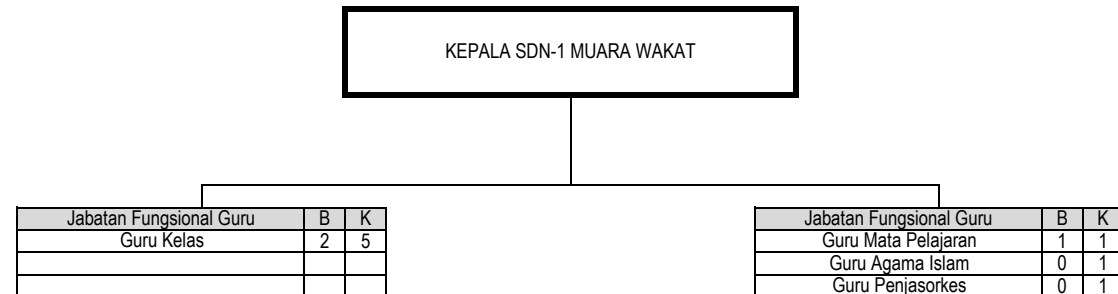 KEPALA SDN-1 MUARA WAKAT
Jabatan Fungsional Guru B K
Guru Kelas 2 5
Jabatan Fungsional Guru B K
Guru Mata Pelajaran 1 1
Guru Agama Islam 0 1
Guru Penjasorkes 0 1